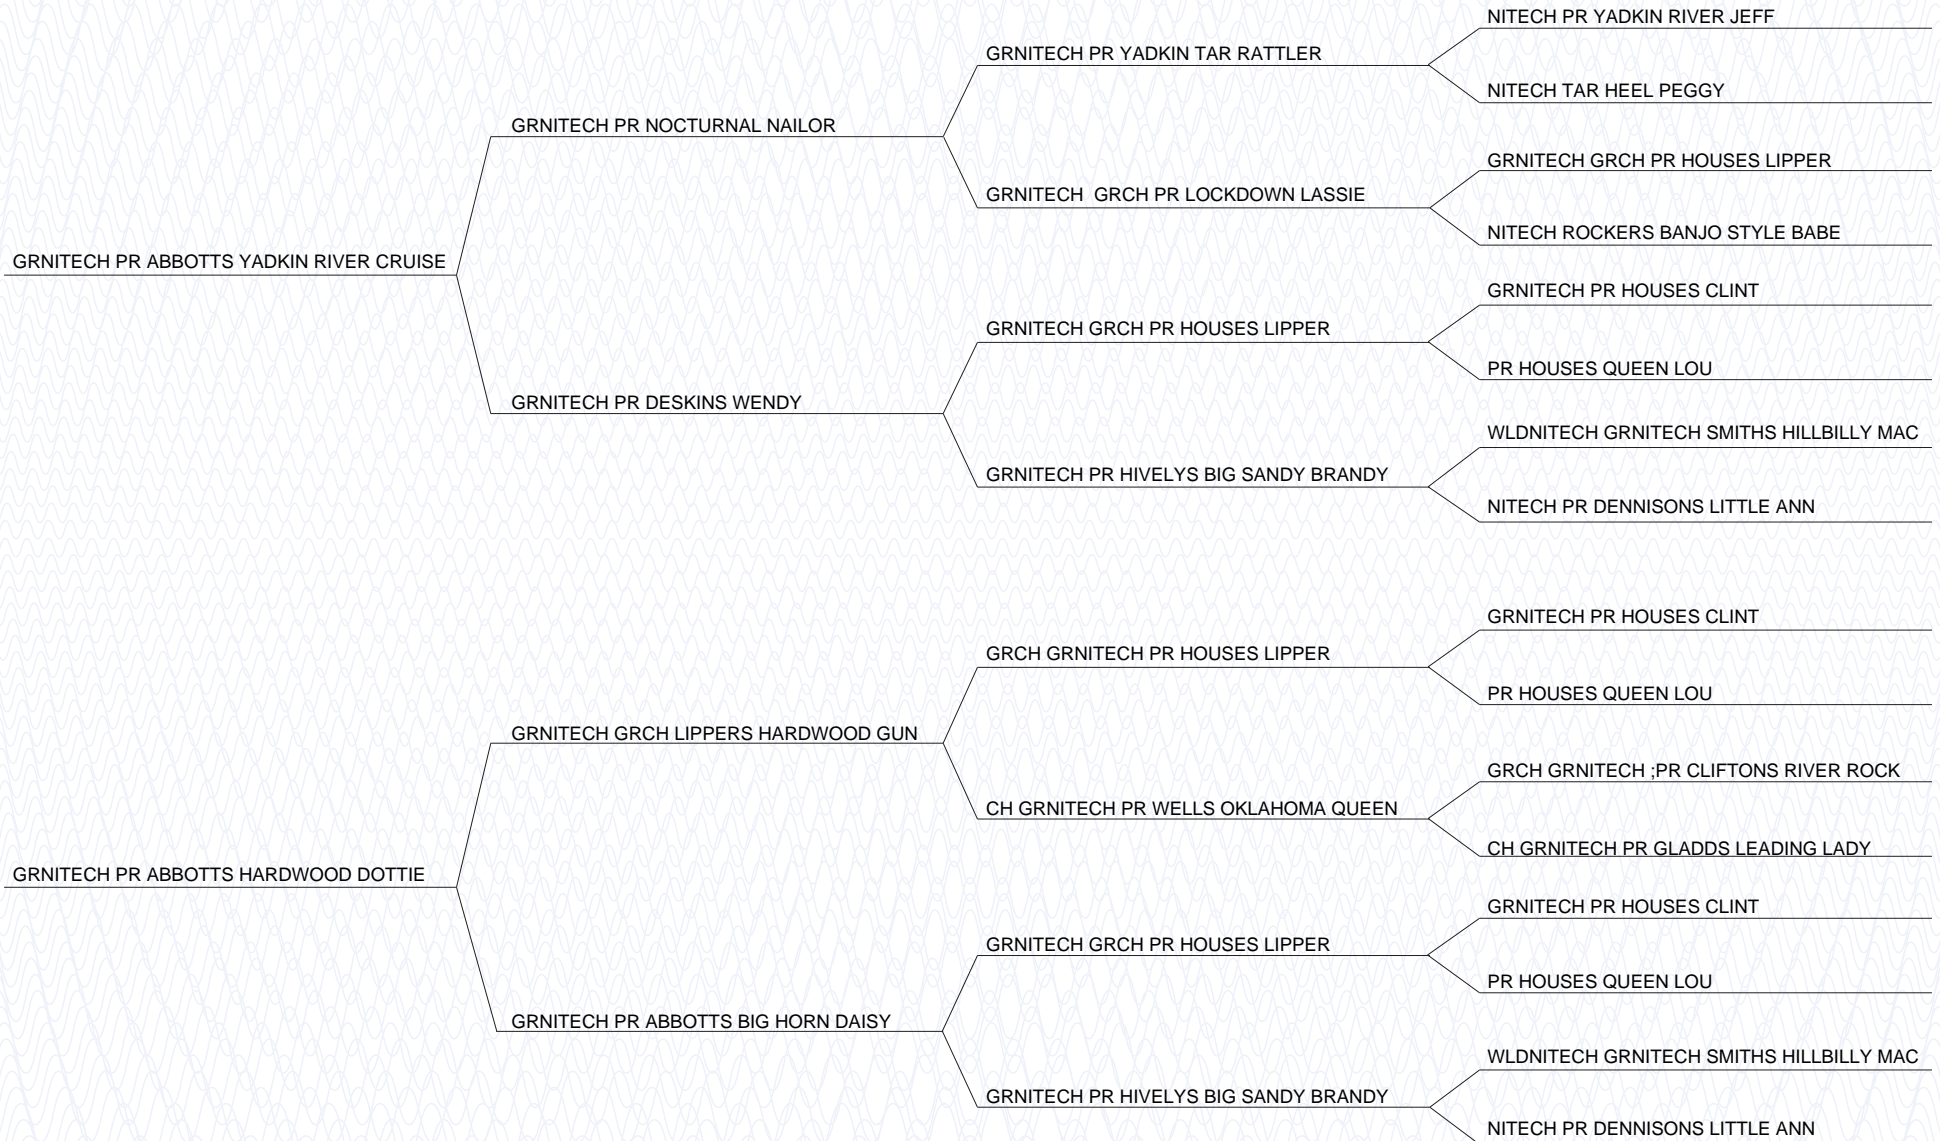 NITECH PR YADKIN RIVER JEFF
GRNITECH PR YADKIN TAR RATTLER
NITECH TAR HEEL PEGGY
GRNITECH PR NOCTURNAL NAILOR
GRNITECH GRCH PR HOUSES LIPPER
GRNITECH  GRCH PR LOCKDOWN LASSIE
NITECH ROCKERS BANJO STYLE BABE
GRNITECH PR ABBOTTS YADKIN RIVER CRUISE
GRNITECH PR HOUSES CLINT
GRNITECH GRCH PR HOUSES LIPPER
PR HOUSES QUEEN LOU
GRNITECH PR DESKINS WENDY
WLDNITECH GRNITECH SMITHS HILLBILLY MAC
GRNITECH PR HIVELYS BIG SANDY BRANDY
NITECH PR DENNISONS LITTLE ANN
GRNITECH PR HOUSES CLINT
GRCH GRNITECH PR HOUSES LIPPER
PR HOUSES QUEEN LOU
GRNITECH GRCH LIPPERS HARDWOOD GUN
GRCH GRNITECH ;PR CLIFTONS RIVER ROCK
CH GRNITECH PR WELLS OKLAHOMA QUEEN
CH GRNITECH PR GLADDS LEADING LADY
GRNITECH PR ABBOTTS HARDWOOD DOTTIE
GRNITECH PR HOUSES CLINT
GRNITECH GRCH PR HOUSES LIPPER
PR HOUSES QUEEN LOU
GRNITECH PR ABBOTTS BIG HORN DAISY
WLDNITECH GRNITECH SMITHS HILLBILLY MAC
GRNITECH PR HIVELYS BIG SANDY BRANDY
NITECH PR DENNISONS LITTLE ANN